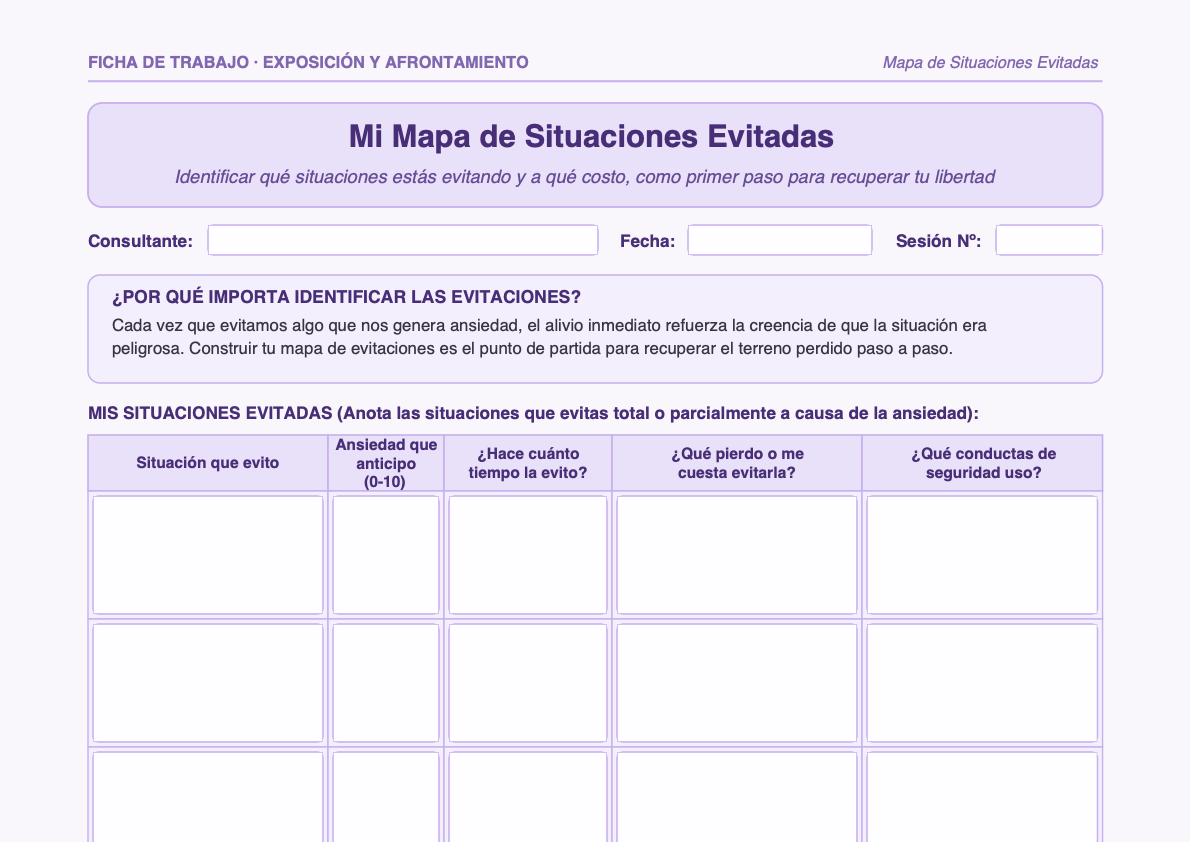 FICHA DE TRABAJO · EXPOSICIÓN Y AFRONTAMIENTO
Mapa de Situaciones Evitadas
Mi Mapa de Situaciones Evitadas
Identificar qué situaciones estás evitando y a qué costo, como primer paso para recuperar tu libertad
Consultante:
Fecha:
Sesión Nº:
¿POR QUÉ IMPORTA IDENTIFICAR LAS EVITACIONES?
Cada vez que evitamos algo que nos genera ansiedad, el alivio inmediato refuerza la creencia de que la situación era
peligrosa. Construir tu mapa de evitaciones es el punto de partida para recuperar el terreno perdido paso a paso.
MIS SITUACIONES EVITADAS (Anota las situaciones que evitas total o parcialmente a causa de la ansiedad):
Situación que evito
Ansiedad que
anticipo
(0-10)
¿Hace cuánto
tiempo la evito?
¿Qué pierdo o me
cuesta evitarla?
¿Qué conductas de
seguridad uso?